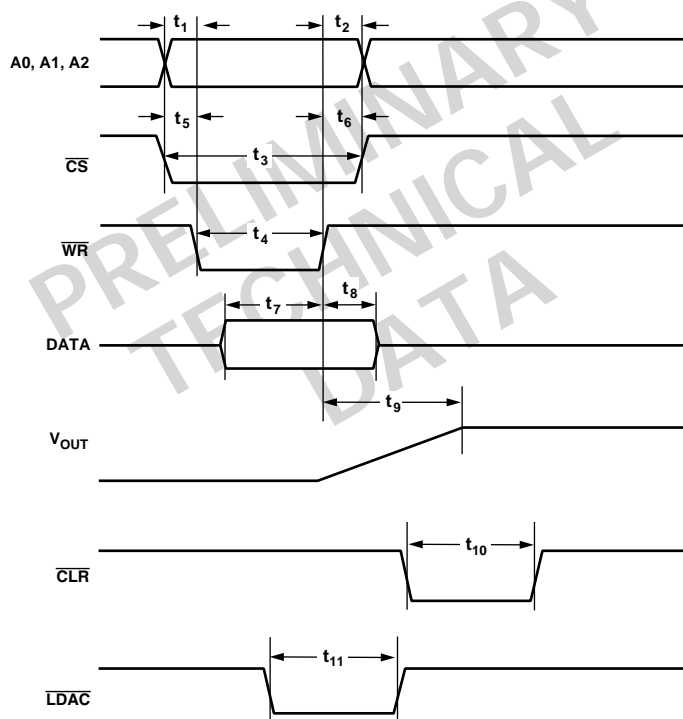 t1
t2
A0, A1, A2
t5
t6
t3
CS
t4
WR
t7
t8
DATA
t9
VOUT
t10
CLR
t11
LDAC
PRELIMINARY
TECHNICAL
DATA